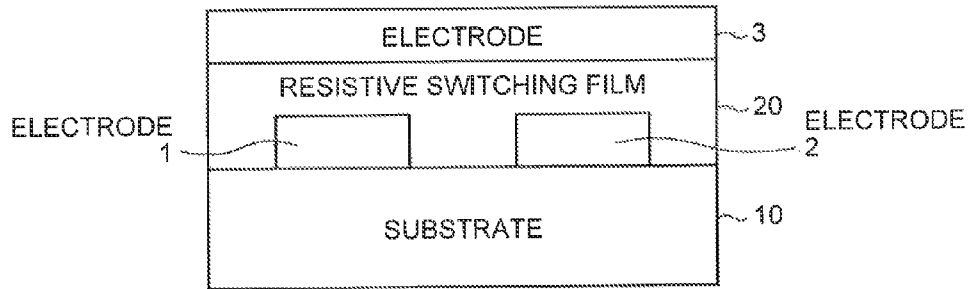 ELECTRODE
3
RESISTIVE SWITCHING FILM
20
ELECTRODE
1
ELECTRODE
2
SUBSTRATE
10